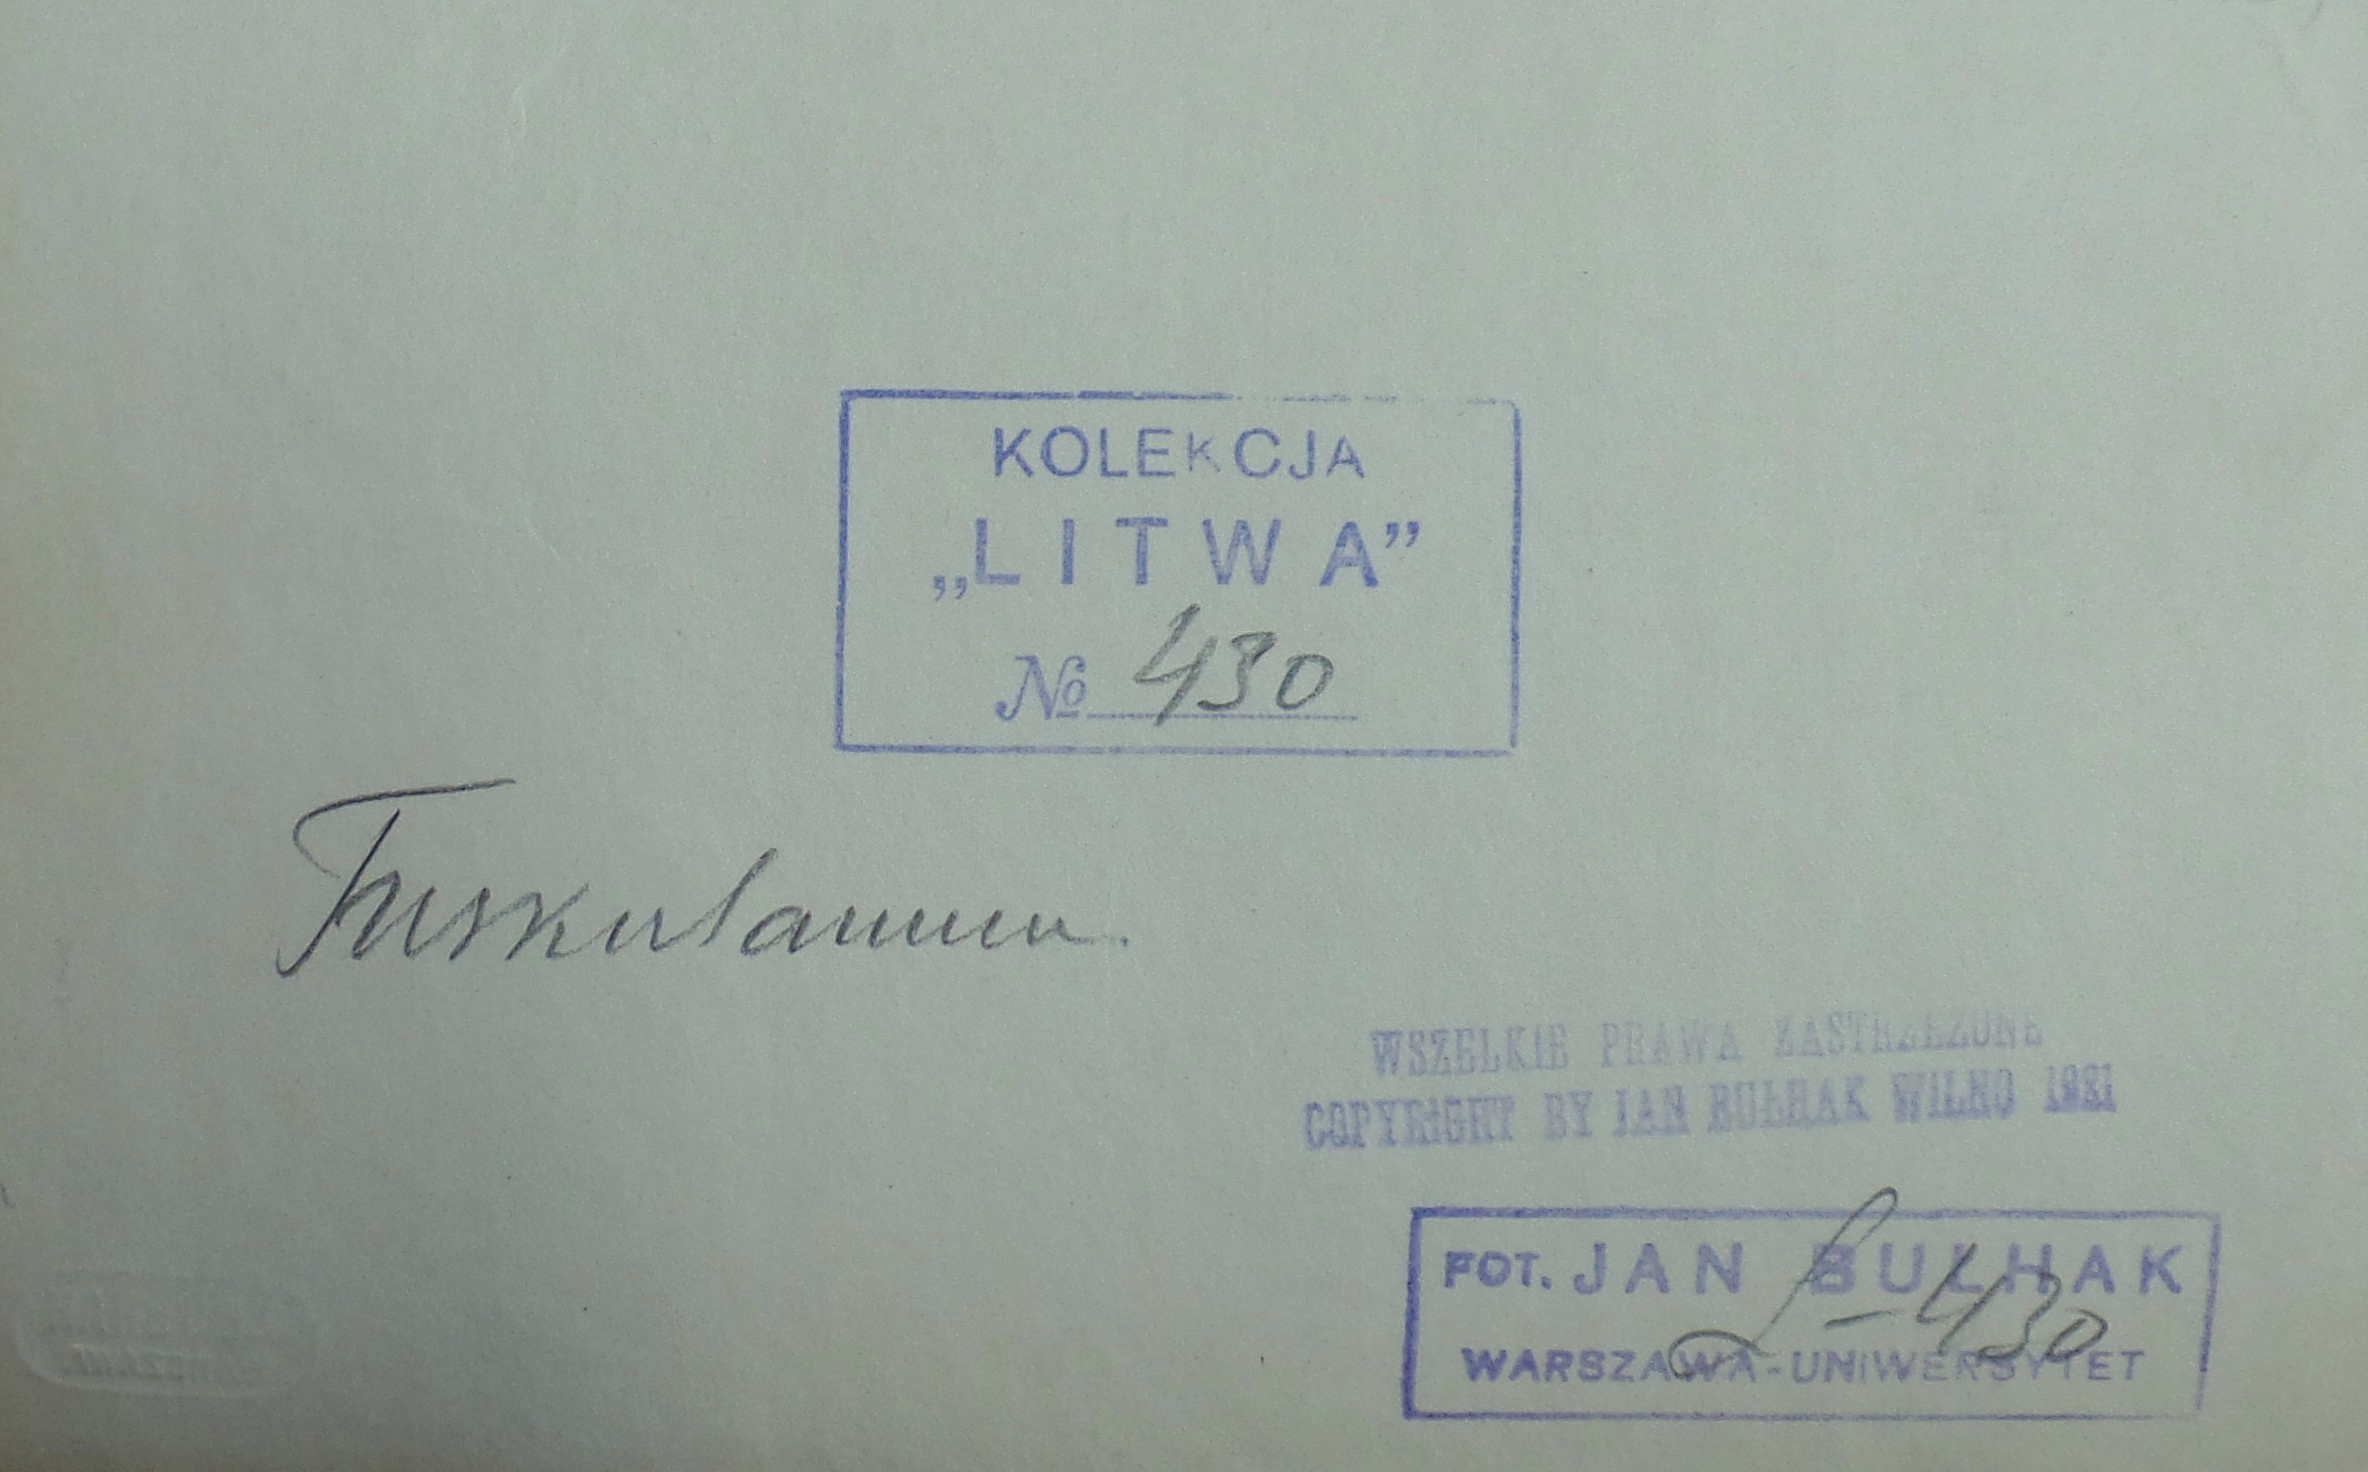 KOLEKCJA
„LITWA”
№ 430
Tuskulanum.
WSZELKIE PRAWA ZASTRZEŻONE
COPYRIGHT BY JAN BUŁHAK WILNO 1921
FOT. JAN BUŁHAK
L-430
WARSZAWA-UNIWERSYTET